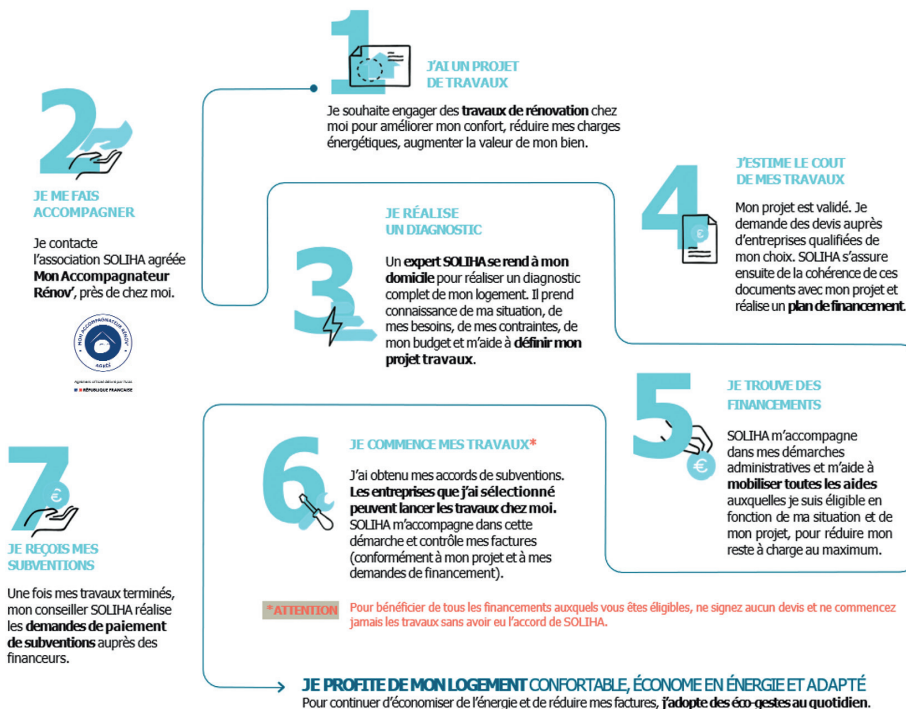 1
J'AI UN PROJET
DE TRAVAUX
Je souhaite engager des travaux de rénovation chez
moi pour améliorer mon confort, réduire mes charges
énergétiques, augmenter la valeur de mon bien.
2
JE ME FAIS
ACCOMPAGNER
Je contacte
l'association SOLIHA agréée
Mon Accompagnateur
Rénov', près de chez moi.
MON ACCOMPAGNATEUR RÉNOV'
AGRÉÉ
RÉPUBLIQUE FRANÇAISE
3
JE RÉALISE
UN DIAGNOSTIC
Un expert SOLIHA se rend à mon
domicile pour réaliser un diagnostic
complet de mon logement. Il prend
connaissance de ma situation, de
mes besoins, de mes contraintes, de
mon budget et m'aide à définir mon
projet travaux.
4
€
J'ESTIME LE COUT
DE MES TRAVAUX
Mon projet est validé. Je
demande des devis auprès
d'entreprises qualifiées de
mon choix. SOLIHA s'assure
ensuite de la cohérence de ces
documents avec mon projet et
réalise un plan de financement.
5
€
JE TROUVE DES
FINANCEMENTS
SOLIHA m'accompagne
dans mes démarches
administratives et m'aide à
mobiliser toutes les aides
auxquelles je suis éligible en
fonction de ma situation et de
mon projet, pour réduire mon
reste à charge au maximum.
6
JE COMMENCE MES TRAVAUX*
J'ai obtenu mes accords de subventions.
Les entreprises que j'ai sélectionné
peuvent lancer les travaux chez moi.
SOLIHA m'accompagne dans cette
démarche et contrôle mes factures
(conformément à mon projet et à mes
demandes de financement).
7
€
JE REÇOIS MES
SUBVENTIONS
Une fois mes travaux terminés,
mon conseiller SOLIHA réalise
les demandes de paiement
de subventions auprès des
financeurs.
*ATTENTION Pour bénéficier de tous les financements auxquels vous êtes éligibles, ne signez aucun devis et ne commencez
jamais les travaux sans avoir eu l'accord de SOLIHA.
JE PROFITE DE MON LOGEMENT CONFORTABLE, ÉCONOME EN ÉNERGIE ET ADAPTÉ
Pour continuer d'économiser de l'énergie et de réduire mes factures, j'adopte des éco-gestes au quotidien.